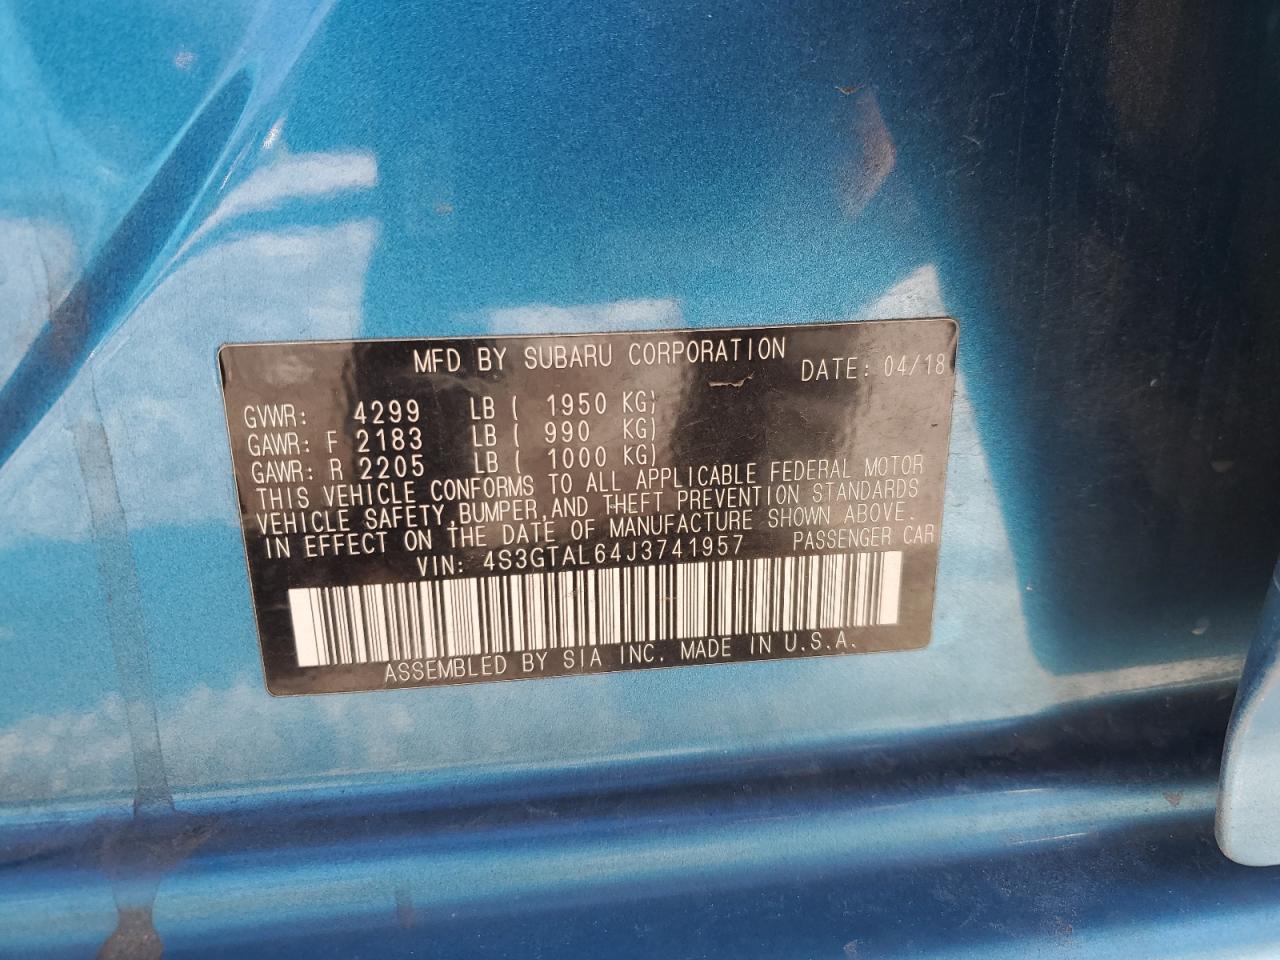 MFD BY SUBARU CORPORATION DATE: 04/18
GVWR: 4299 LB ( 1950 KG)
GAWR: F 2183 LB ( 990 KG)
GAWR: R 2205 LB ( 1000 KG)
THIS VEHICLE CONFORMS TO ALL APPLICABLE FEDERAL MOTOR
VEHICLE SAFETY,BUMPER,AND THEFT PREVENTION STANDARDS
IN EFFECT ON THE DATE OF MANUFACTURE SHOWN ABOVE.
VIN: 4S3GTAL64J3741957 PASSENGER CAR
ASSEMBLED BY SIA INC. MADE IN U.S.A.